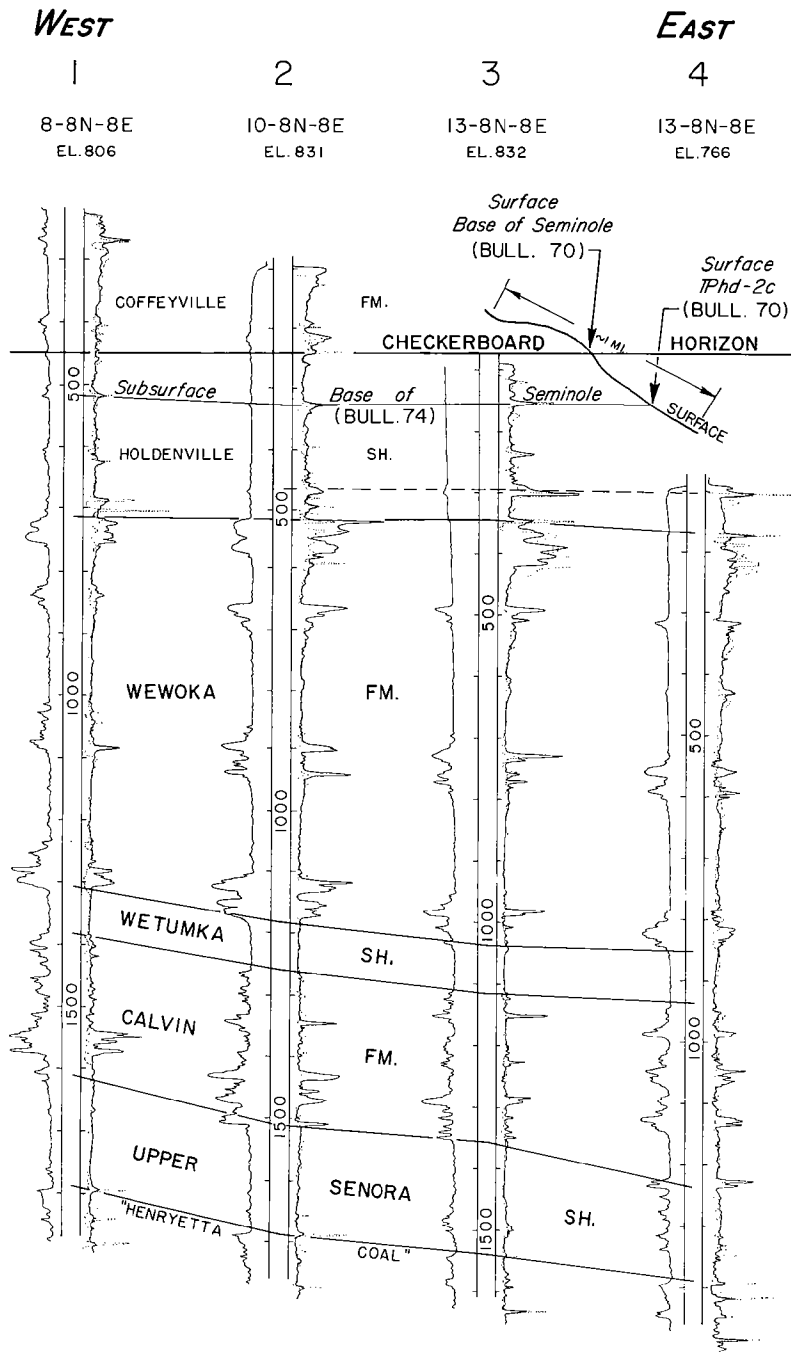 WEST EAST
1 2 3 4
8-8N-8E 10-8N-8E 13-8N-8E 13-8N-8E
EL.806 EL.831 EL.832 EL.766
Surface
Base of Seminole
(BULL. 70)
Surface
ℙhd-2c
(BULL. 70)
COFFEYVILLE FM.
CHECKERBOARD ~1 MI. HORIZON
500
Subsurface Base of Seminole
(BULL. 74)
SURFACE
HOLDENVILLE SH.
500
500
WEWOKA FM.
1000
500
1000
WETUMKA SH.
1000
1500
CALVIN FM.
1000
1500
UPPER SENORA SH.
"HENRYETTA COAL"
1500